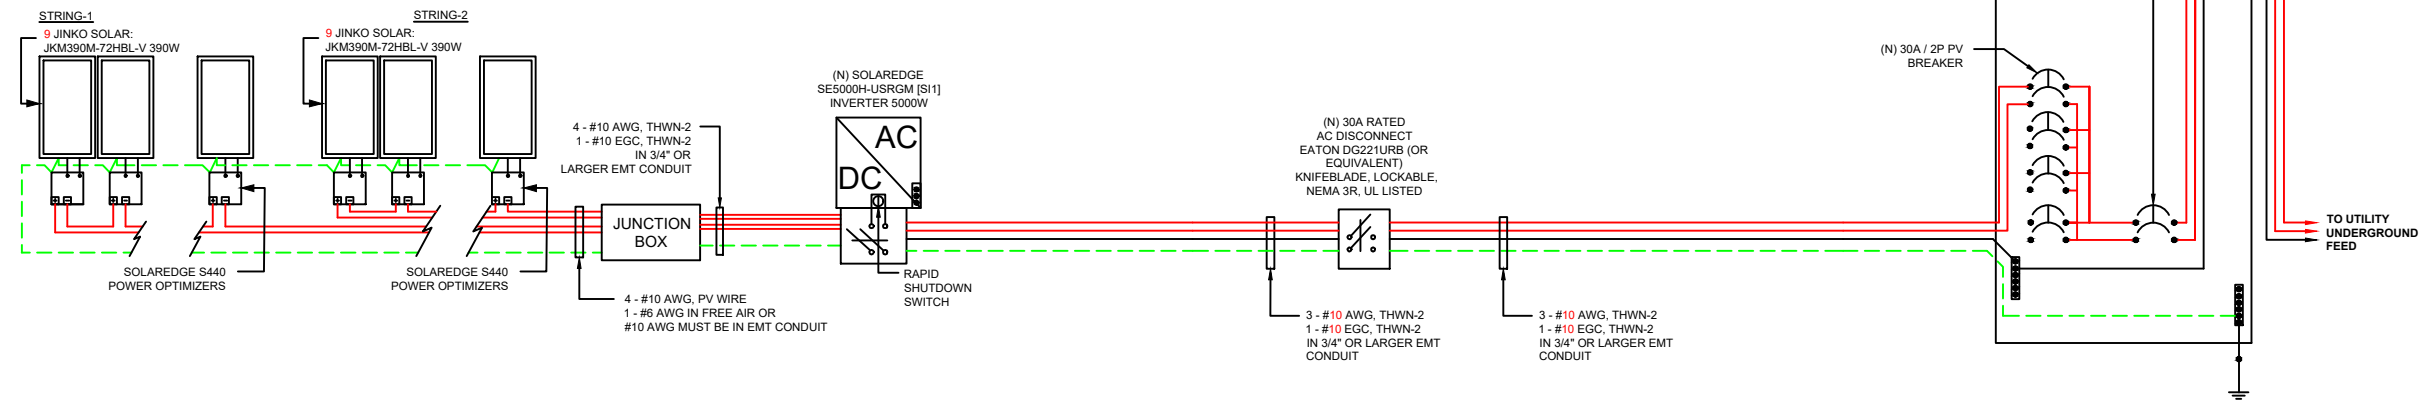 STRING-1
9 JINKO SOLAR:
JKM390M-72HBL-V 390W
STRING-2
9 JINKO SOLAR:
JKM390M-72HBL-V 390W
SOLAREDGE S440
POWER OPTIMIZERS
SOLAREDGE S440
POWER OPTIMIZERS
4 - #10 AWG, THWN-2
1 - #10 EGC, THWN-2
IN 3/4" OR
LARGER EMT CONDUIT
JUNCTION
BOX
4 - #10 AWG, PV WIRE
1 - #6 AWG IN FREE AIR OR
#10 AWG MUST BE IN EMT CONDUIT
(N) SOLAREDGE
SE5000H-USRGM [SI1]
INVERTER 5000W
AC
DC
RAPID
SHUTDOWN
SWITCH
(N) 30A RATED
AC DISCONNECT
EATON DG221URB (OR
EQUIVALENT)
KNIFEBLADE, LOCKABLE,
NEMA 3R, UL LISTED
3 - #10 AWG, THWN-2
1 - #10 EGC, THWN-2
IN 3/4" OR LARGER EMT
CONDUIT
3 - #10 AWG, THWN-2
1 - #10 EGC, THWN-2
IN 3/4" OR LARGER EMT
CONDUIT
(N) 30A / 2P PV
BREAKER
TO UTILITY
UNDERGROUND
FEED